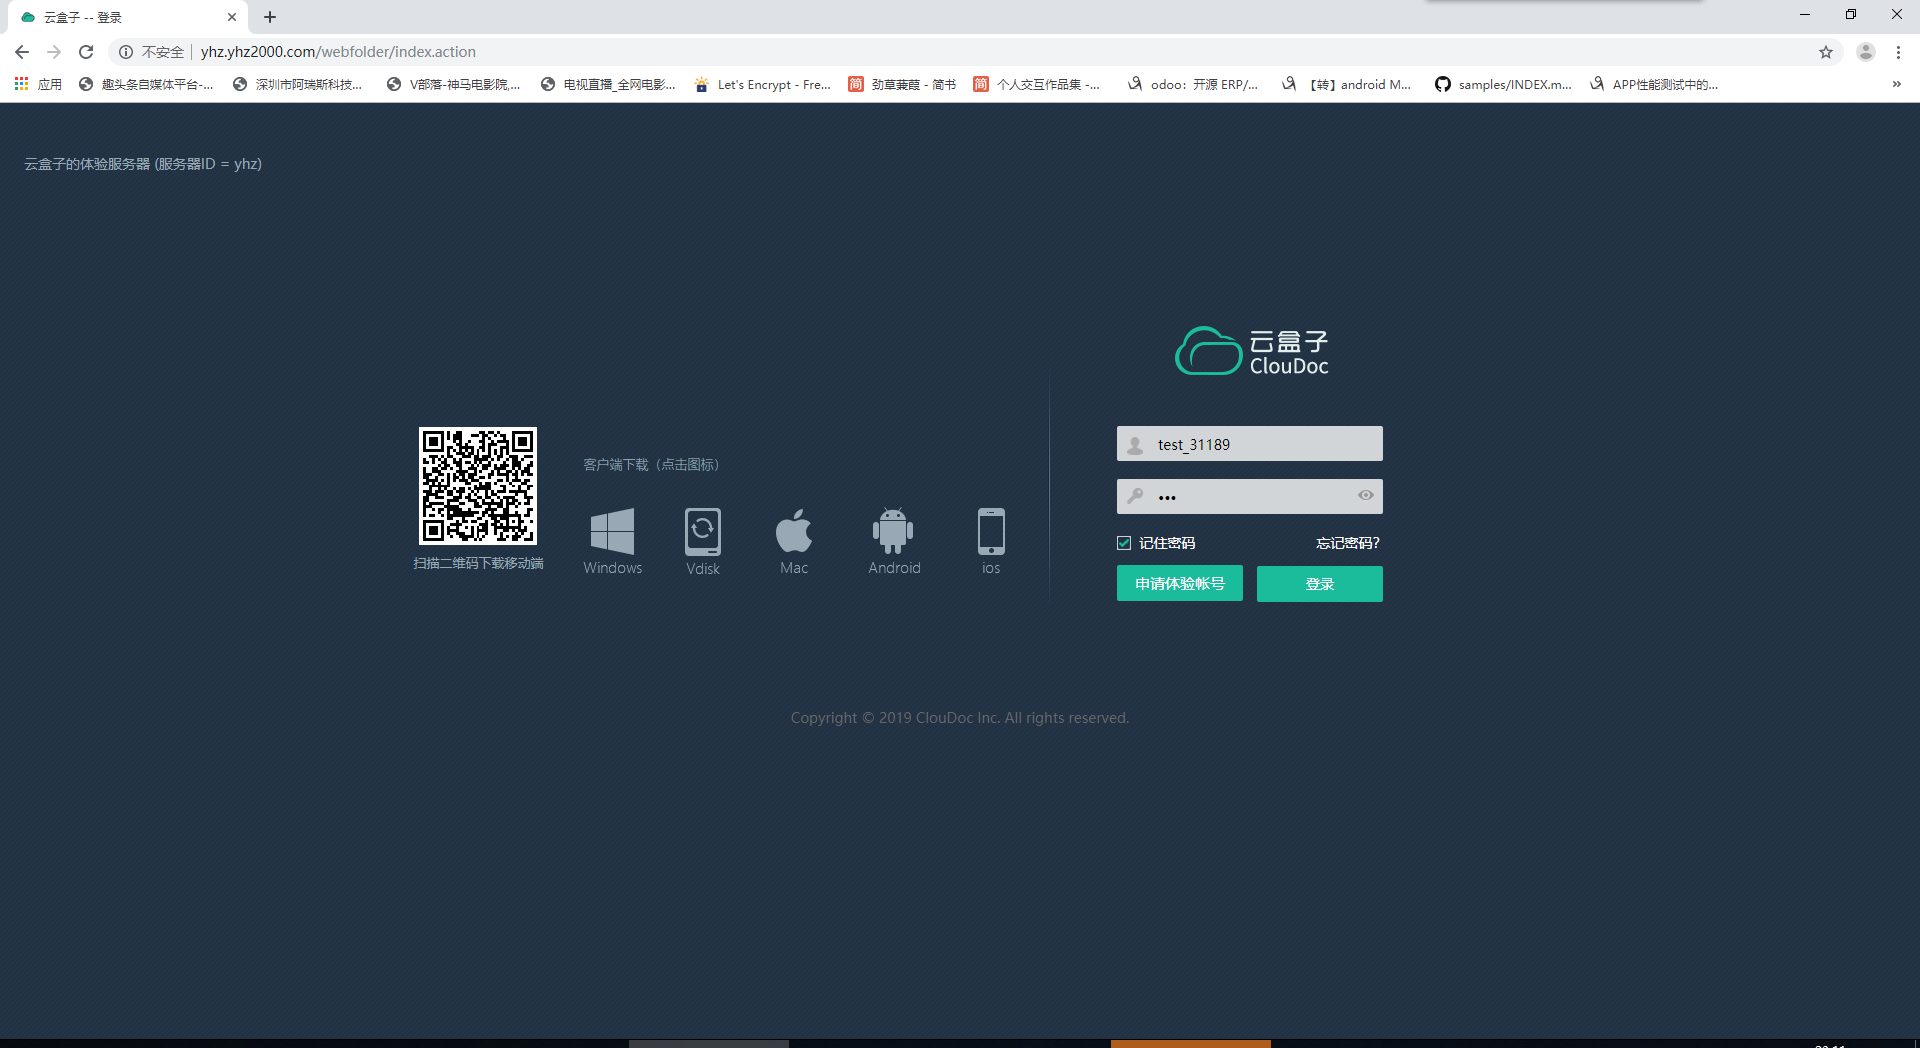 云盒子 -- 登录
不安全 yhz.yhz2000.com/webfolder/index.action
应用 趣头条自媒体平台-... 深圳市阿瑞斯科技... V部落-神马电影院,... 电视直播_全网电影... Let's Encrypt - Fre... 简 劲草蒺葭 - 简书 简 个人交互作品集 -... odoo：开源 ERP/... 【转】android M... samples/INDEX.m... APP性能测试中的... »
云盒子的体验服务器 (服务器ID = yhz)
云盒子
ClouDoc
test_31189
客户端下载（点击图标）
•••
记住密码 忘记密码?
扫描二维码下载移动端
Windows Vdisk Mac Android ios
申请体验帐号 登录
Copyright © 2019 ClouDoc Inc. All rights reserved.